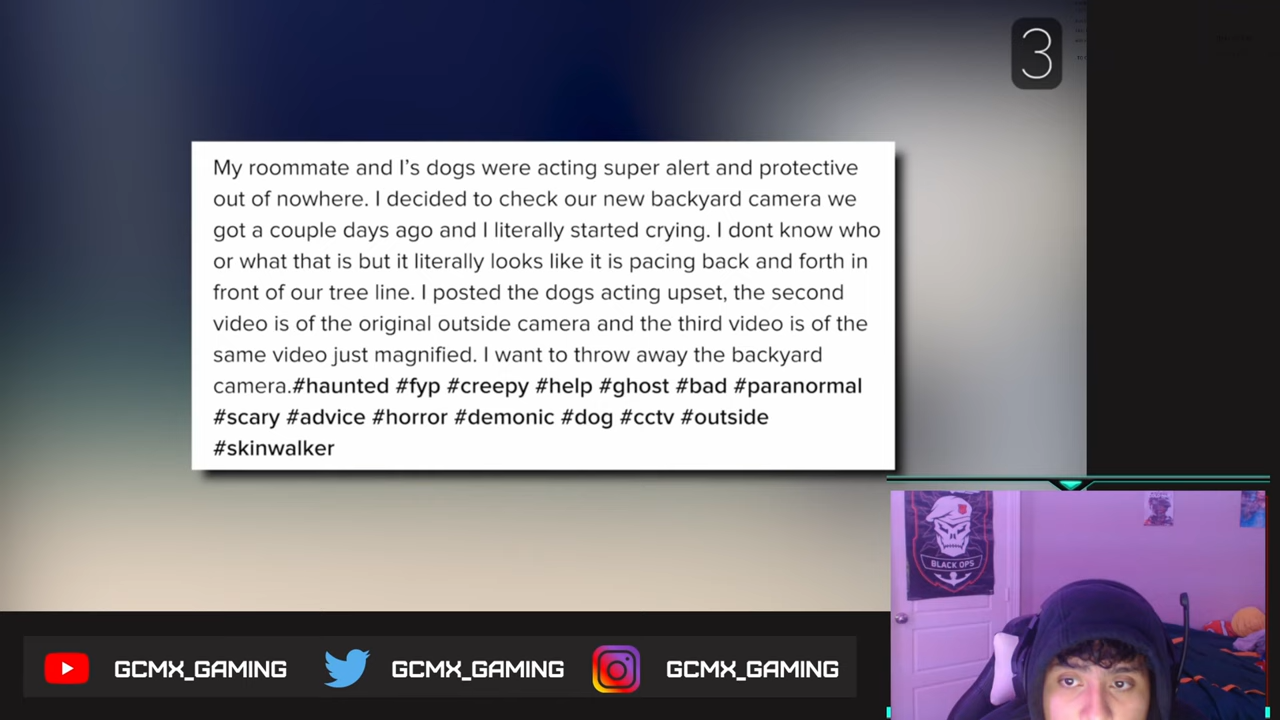 3
My roommate and I’s dogs were acting super alert and protective
out of nowhere. I decided to check our new backyard camera we
got a couple days ago and I literally started crying. I dont know who
or what that is but it literally looks like it is pacing back and forth in
front of our tree line. I posted the dogs acting upset, the second
video is of the original outside camera and the third video is of the
same video just magnified. I want to throw away the backyard
camera.#haunted #fyp #creepy #help #ghost #bad #paranormal
#scary #advice #horror #demonic #dog #cctv #outside
#skinwalker
BLACK OPS
GCMX_GAMING GCMX_GAMING GCMX_GAMING